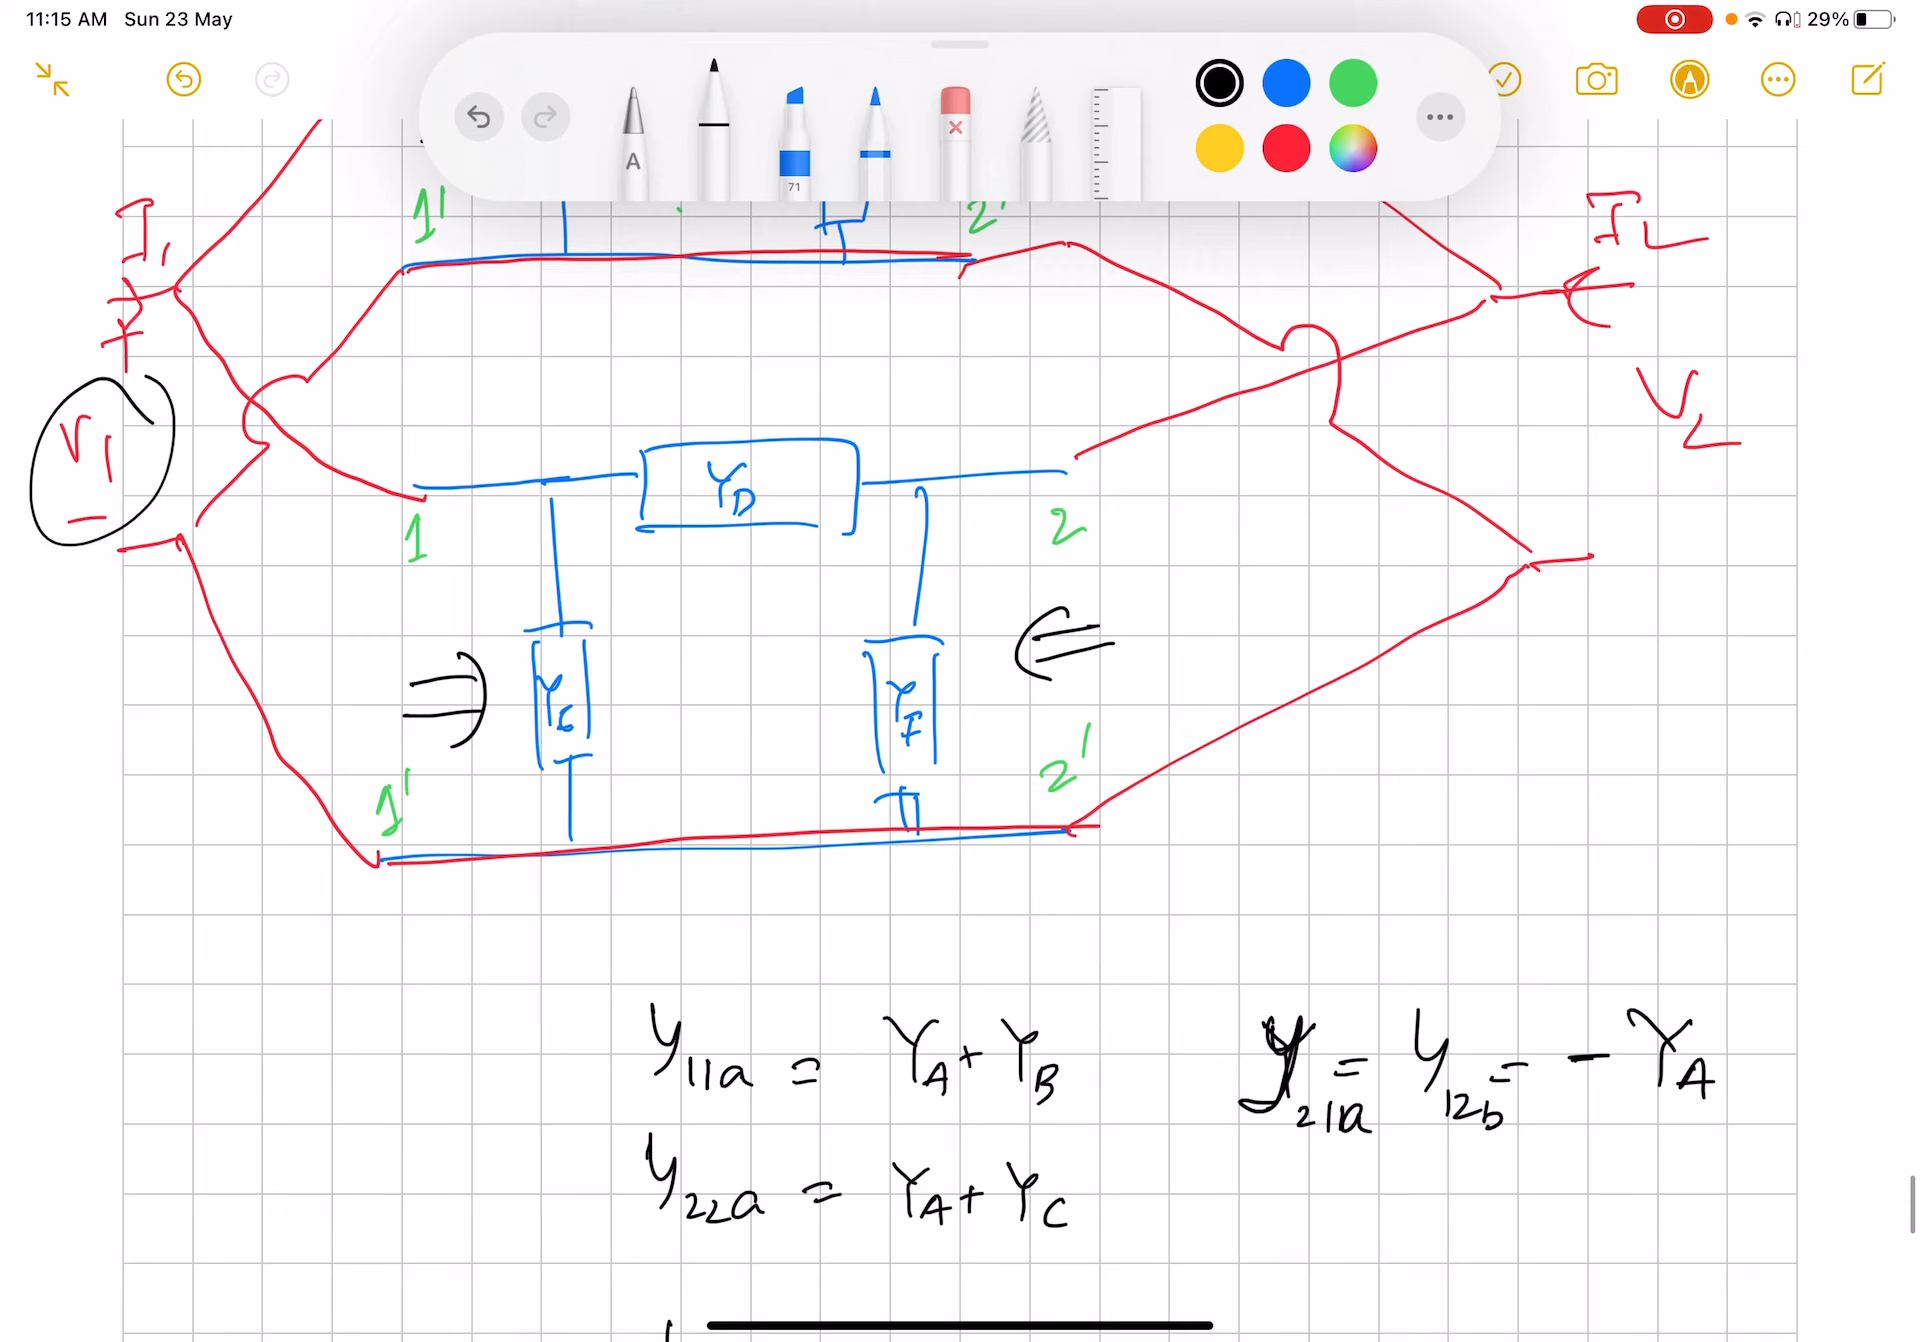 11:15 AM Sun 23 May
29%
A
71
1'
2'
I1
I2
+
V1
−
V2
YD
1
2
YE
YF
1'
2'
y11a = YA + YB
y21a = y12b = − YA
y22a = YA + YC